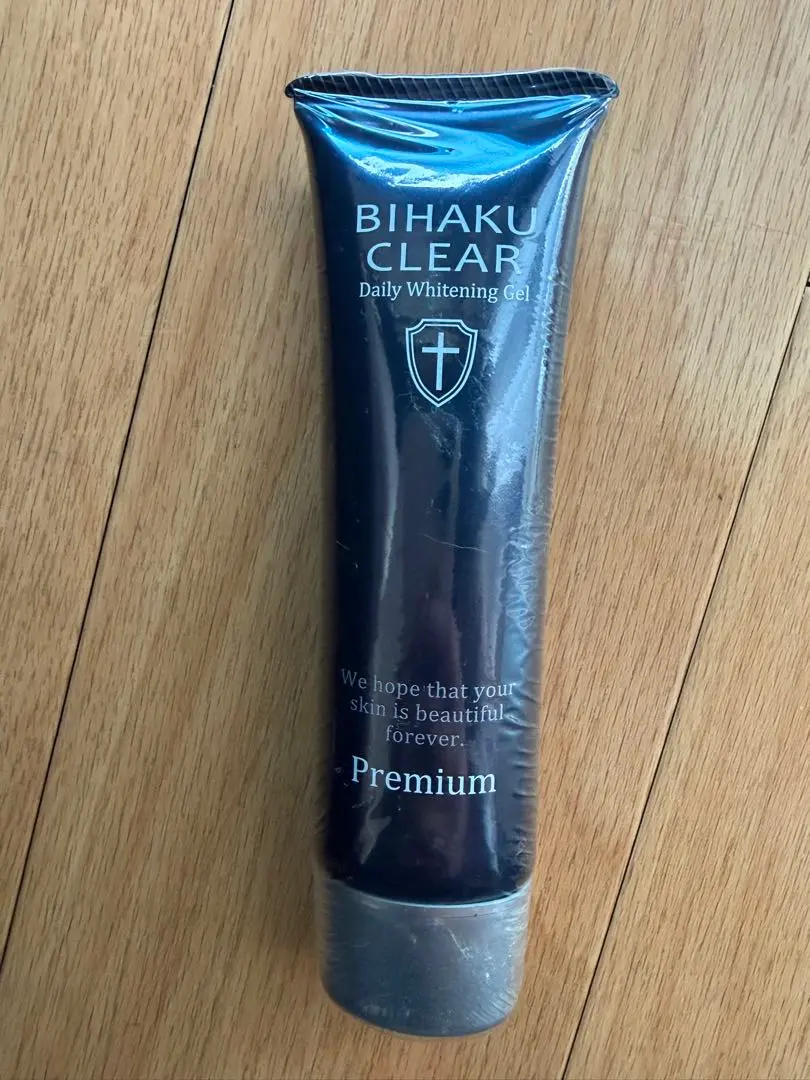 BIHAKU
CLEAR
Daily Whitening Gel
We hope that your
skin is beautiful
forever.
Premium